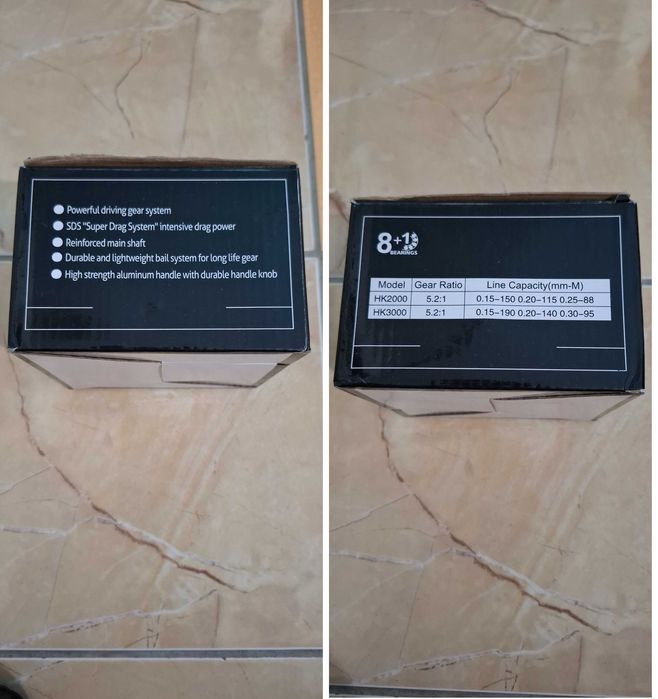 Powerful driving gear system
SDS "Super Drag System" intensive drag power
Reinforced main shaft
Durable and lightweight bail system for long life gear
High strength aluminum handle with durable handle knob
8+1
BEARINGS
Model Gear Ratio Line Capacity(mm-M)
HK2000 5.2:1 0.15–150 0.20–115 0.25–88
HK3000 5.2:1 0.15–190 0.20–140 0.30–95